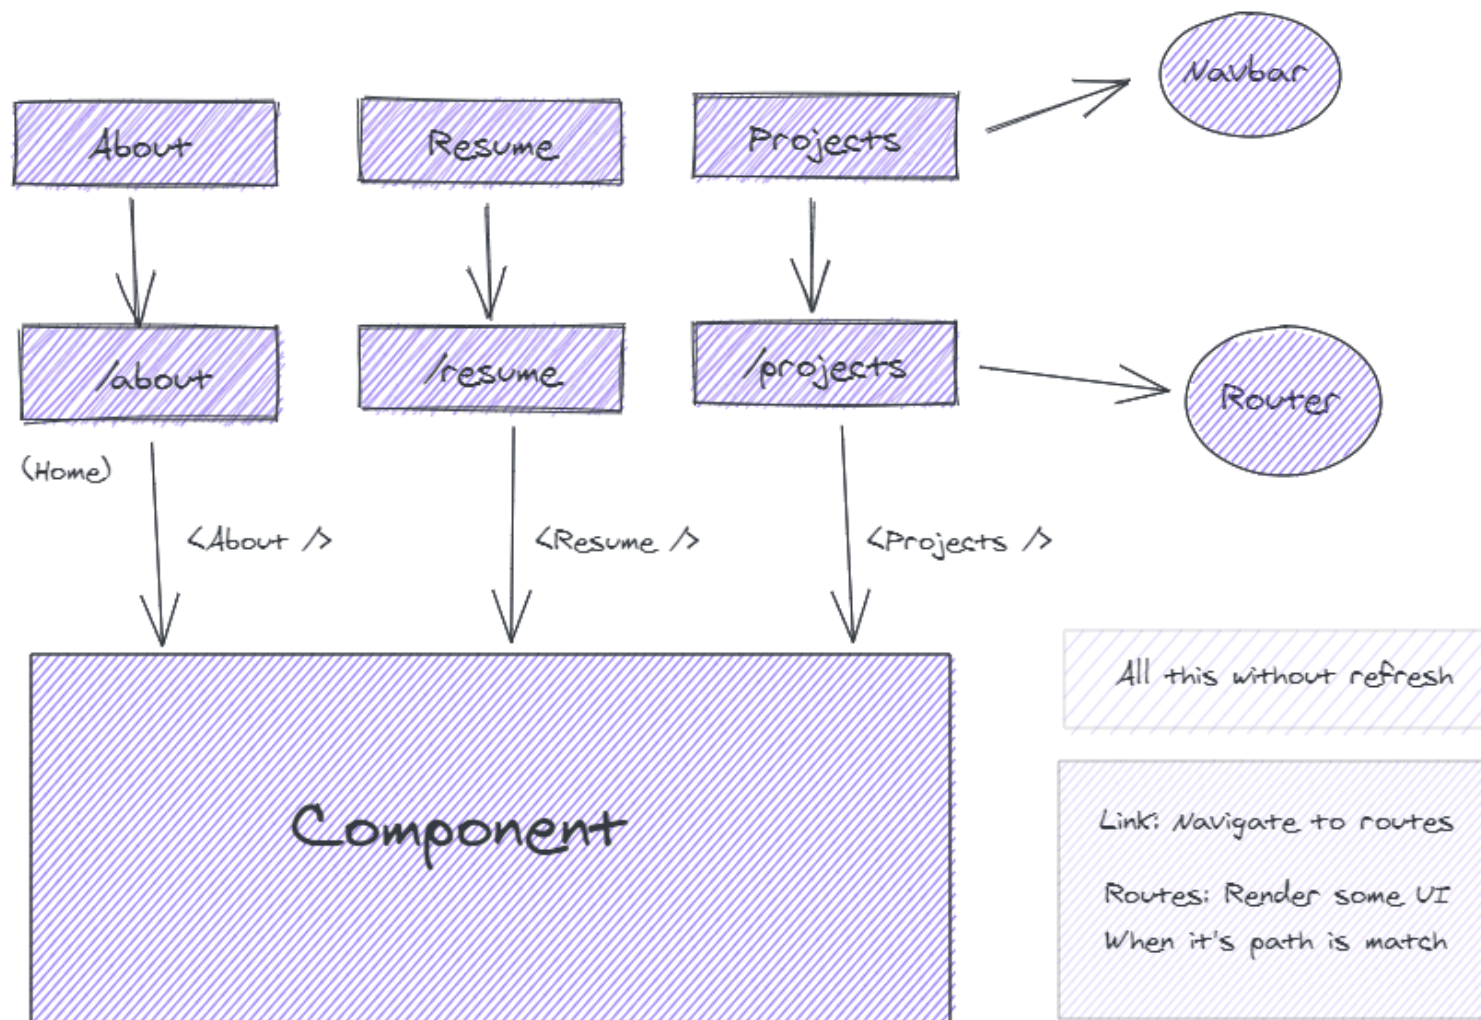 Navbar
About
Resume
Projects
/about
/resume
/projects
Router
(Home)
<About />
<Resume />
<Projects />
All this without refresh
Component
Link: Navigate to routes
Routes: Render some UI
When it's path is match